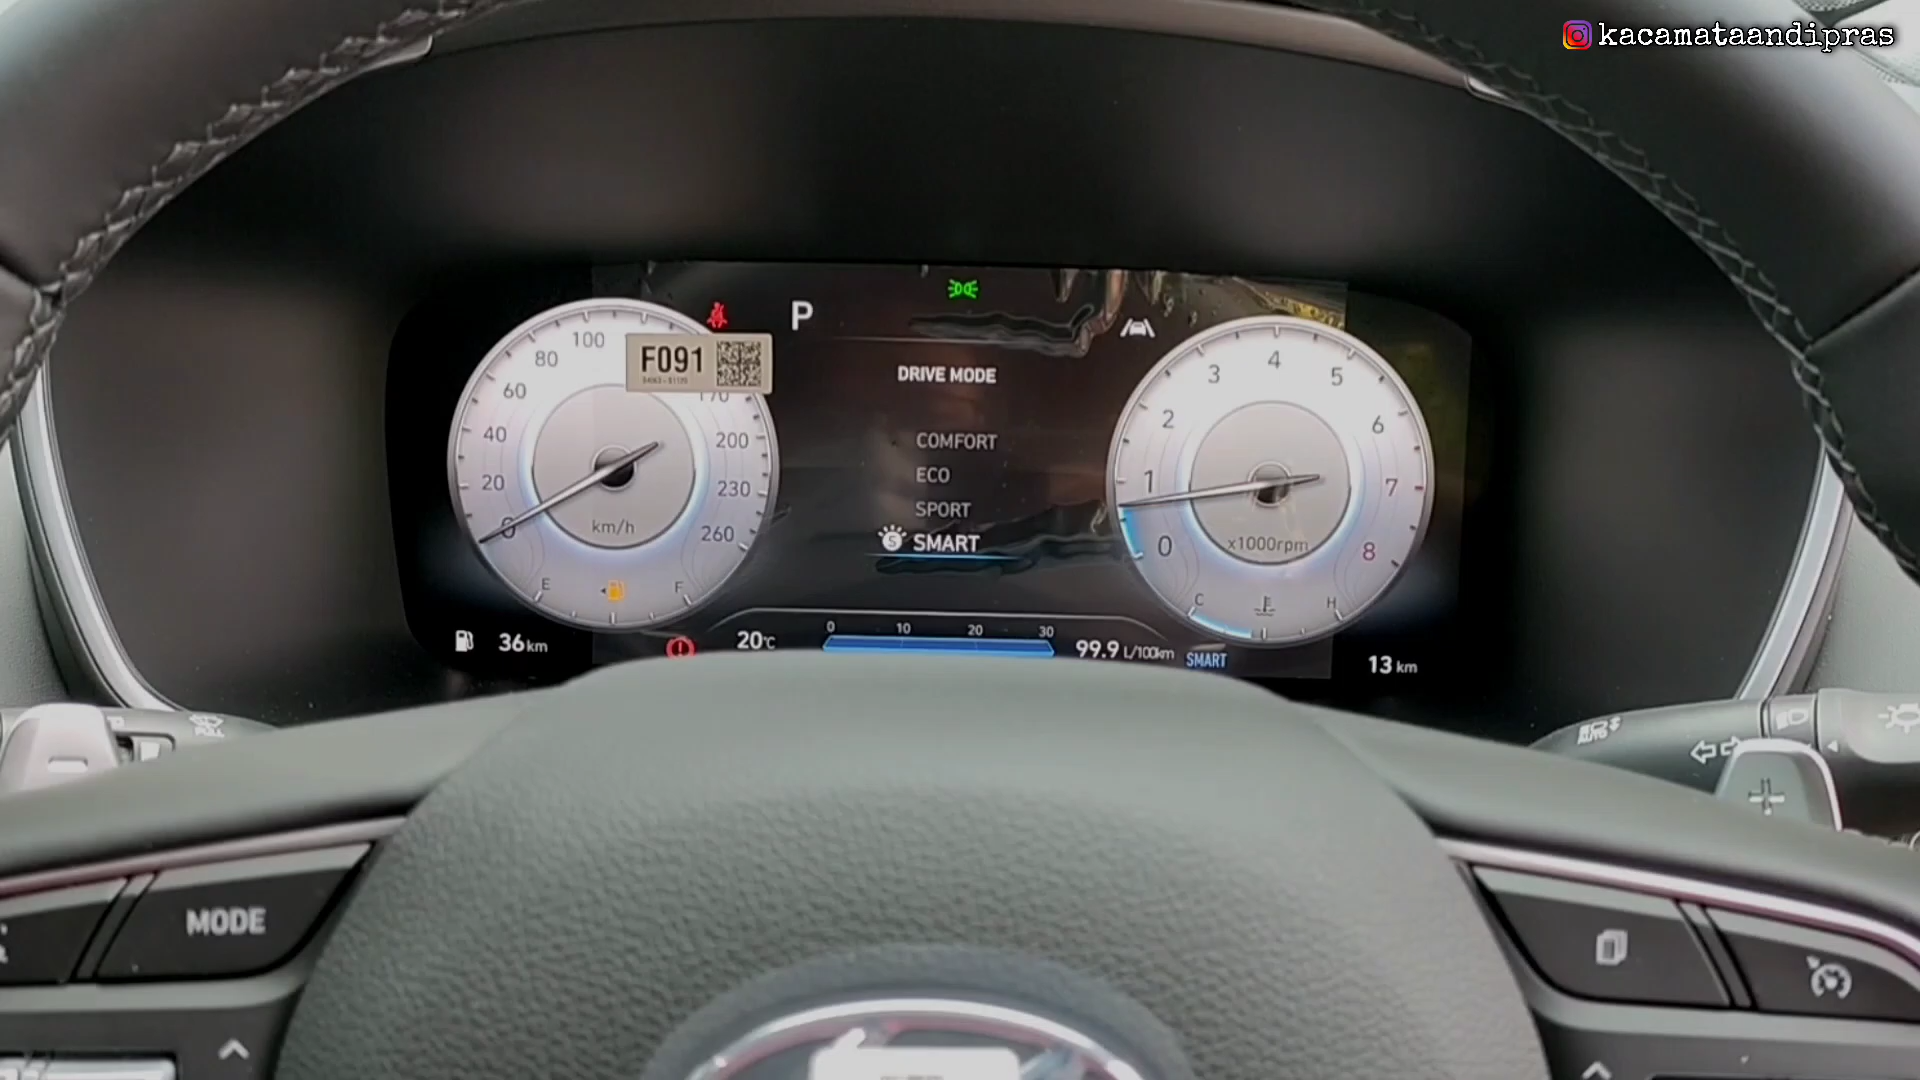 kacamataandipras
P
DRIVE MODE
COMFORT
ECO
SPORT
SMART
F091
0
20
40
60
80
100
170
200
230
260
km/h
E
F
36 km
20°C
0
10
20
30
99.9 L/100km
SMART
0
1
2
3
4
5
6
7
8
x1000rpm
C
H
13 km
AUTO
MODE